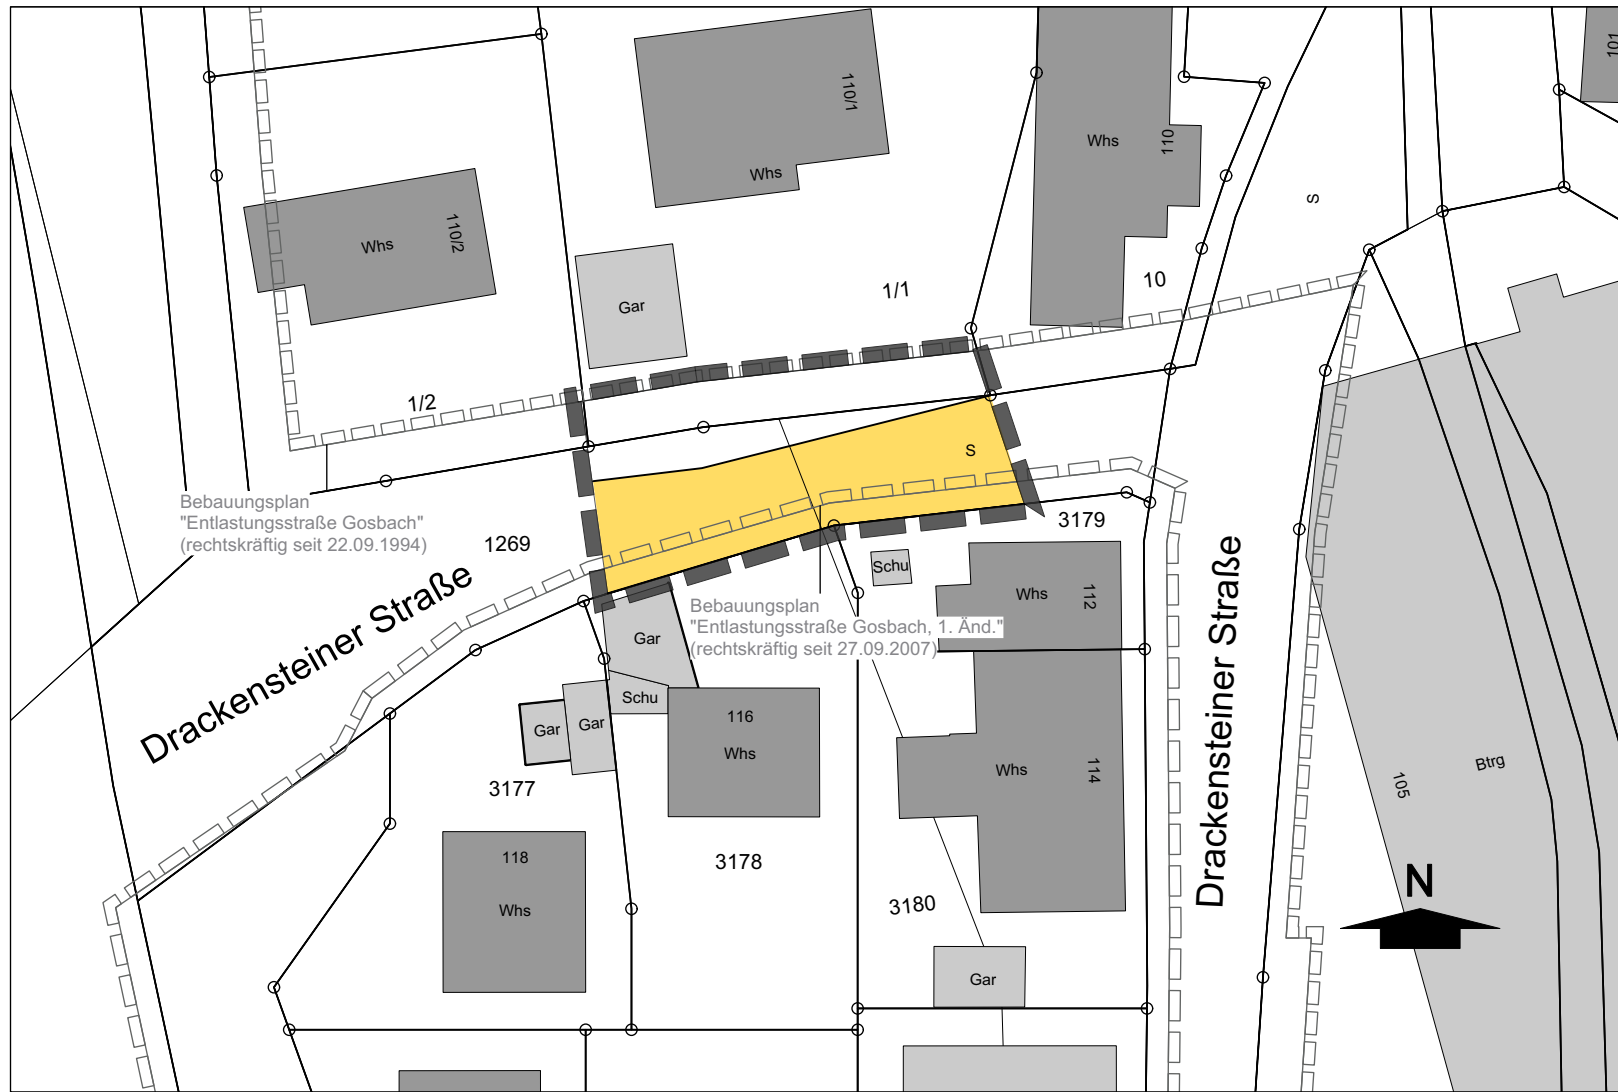 101
110/1
Whs
110
Whs
S
110/2
Whs
Gar
1/1
10
1/2
S
Bebauungsplan
"Entlastungsstraße Gosbach"
(rechtskräftig seit 22.09.1994)
1269
3179
Schu
Drackensteiner Straße
Bebauungsplan
"Entlastungsstraße Gosbach, 1. Änd."
(rechtskräftig seit 27.09.2007)
Whs
112
Gar
Schu
Gar
Gar
116
Whs
Whs
114
Drackensteiner Straße
105
Btrg
3177
118
Whs
3178
3180
N
Gar